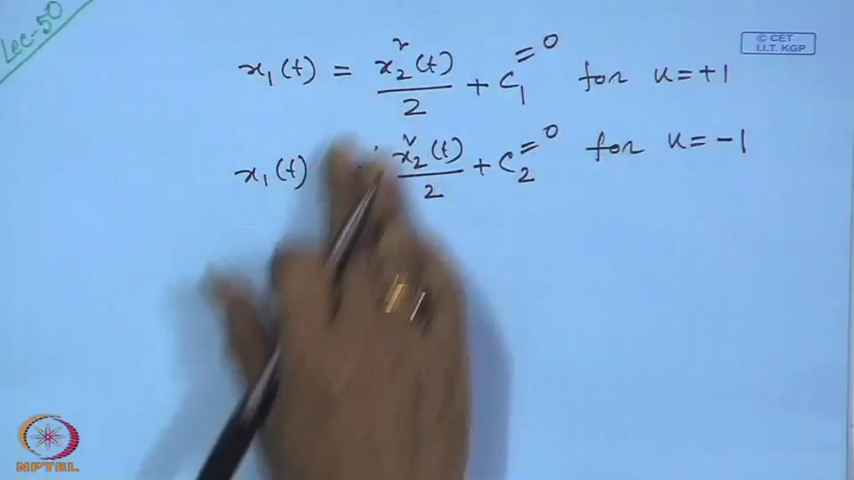 Lec-50
© CET
I.I.T. KGP
x₁(t) = x₂²(t)/2 + C₁ = 0 for u = +1
x₁(t) x₂²(t)/2 + C₂ = 0 for u = -1
NPTEL